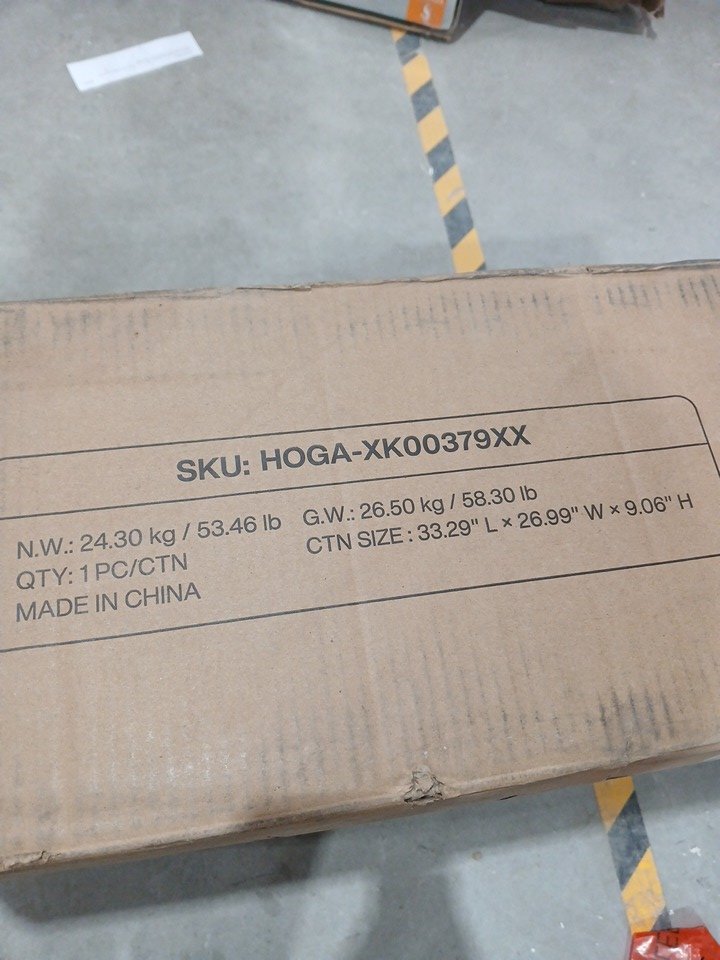 SKU: HOGA-XK00379XX
N.W.: 24.30 kg / 53.46 lb
G.W.: 26.50 kg / 58.30 lb
QTY: 1 PC/CTN
CTN SIZE : 33.29" L × 26.99" W × 9.06" H
MADE IN CHINA